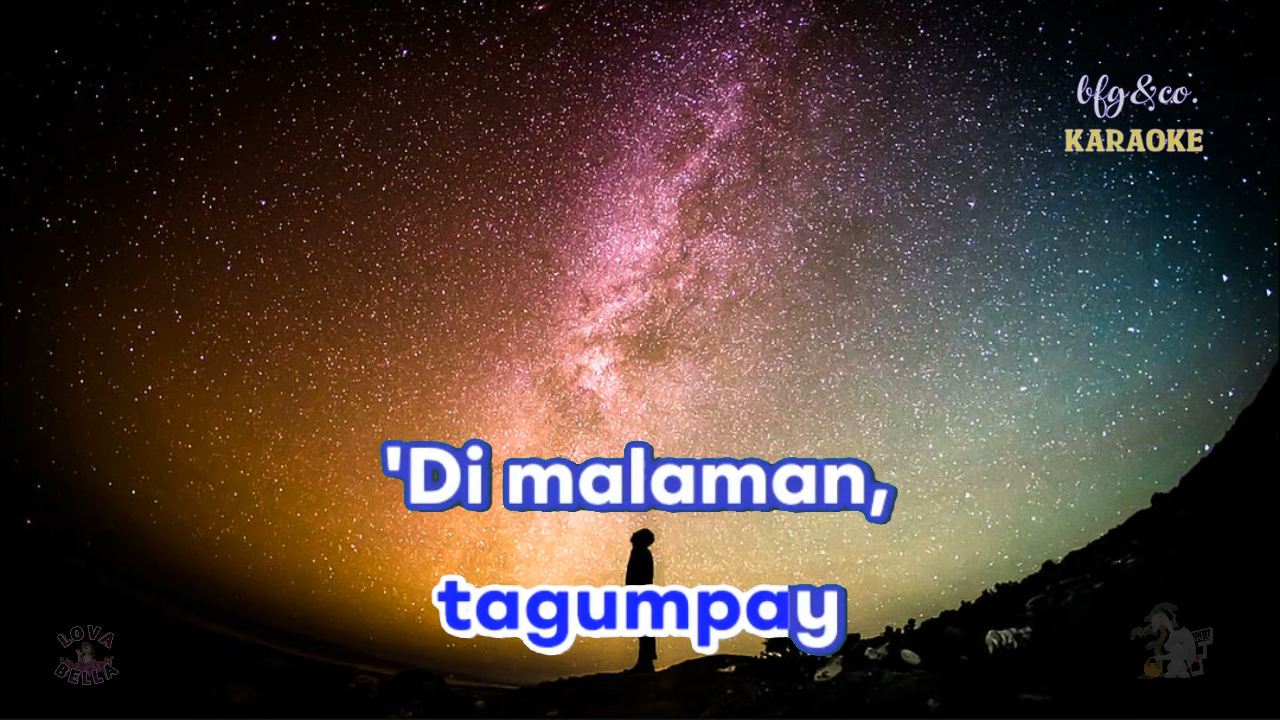 bfg&co.
KARAOKE
'Di malaman,
tagumpay
LOVA
BELLA